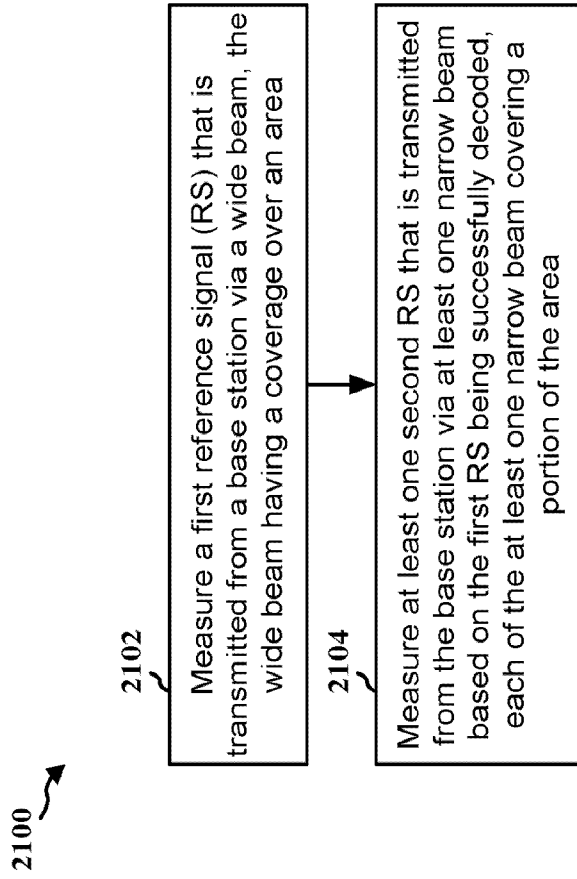 2100
2102
Measure a first reference signal (RS) that is
transmitted from a base station via a wide beam, the
wide beam having a coverage over an area
2104
Measure at least one second RS that is transmitted
from the base station via at least one narrow beam
based on the first RS being successfully decoded,
each of the at least one narrow beam covering a
portion of the area